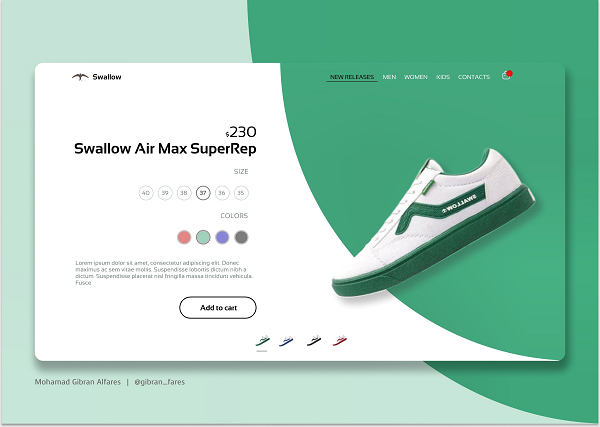 Swallow
NEW RELEASES MEN WOMEN KIDS CONTACTS
$230
Swallow Air Max SuperRep
SIZE
40 39 38 37 36 35
COLORS
Lorem ipsum dolor sit amet, consectetur adipiscing elit. Donec
maximus ac sem vitae mollis. Suspendisse lobortis dictum nibh a
dictum. Suspendiese placerat nisl fringilla massa tincidunt vehicula.
Fusce
Add to cart
SWALLOW
Mohamad Gibran Alfares | @gibran_fares